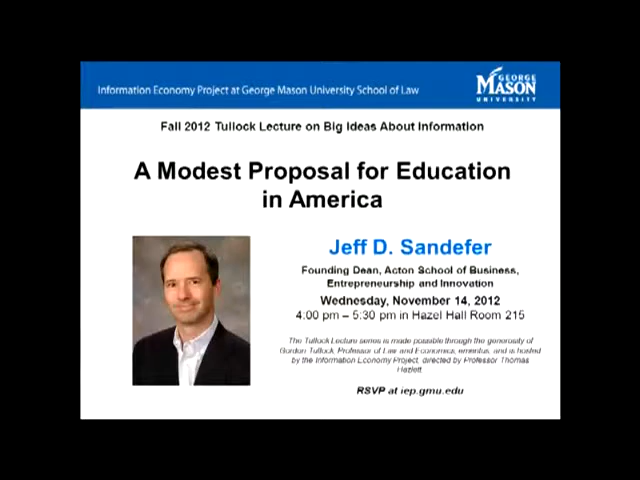 Information Economy Project at George Mason University School of Law
GEORGE
MASON
UNIVERSITY
Fall 2012 Tullock Lecture on Big Ideas About Information
A Modest Proposal for Education
in America
Jeff D. Sandefer
Founding Dean, Acton School of Business,
Entrepreneurship and Innovation
Wednesday, November 14, 2012
4:00 pm – 5:30 pm in Hazel Hall Room 215
The Tullock Lecture series is made possible through the generosity of
Gordon Tullock, Professor of Law and Economics, emeritus, and is hosted
by the Information Economy Project, directed by Professor Thomas
Hazlett
RSVP at iep.gmu.edu